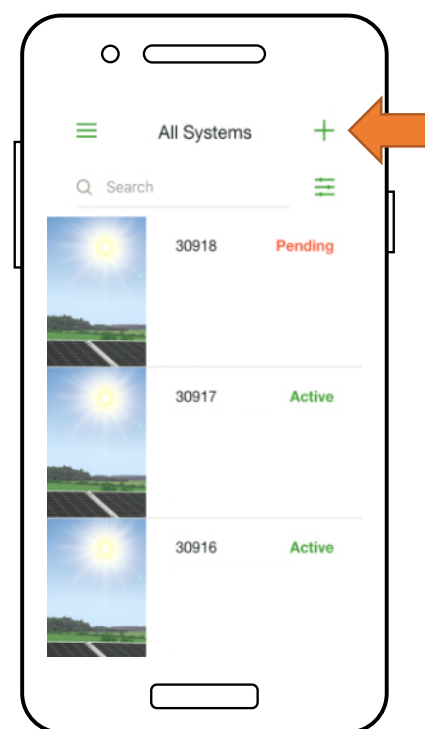 All Systems
Search
30918 Pending
30917 Active
30916 Active